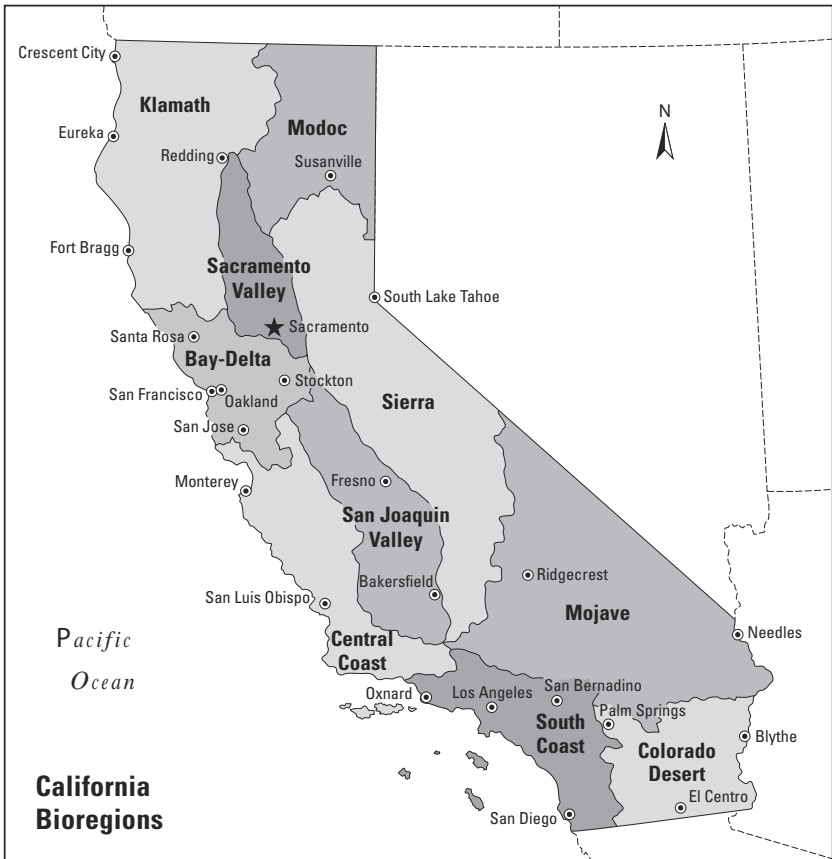 Crescent City
Klamath
Modoc
N
Eureka
Redding
Susanville
Fort Bragg
Sacramento
Valley
South Lake Tahoe
Sacramento
Santa Rosa
Bay-Delta
Stockton
San Francisco
Oakland
Sierra
San Jose
Monterey
Fresno
San Joaquin
Valley
Ridgecrest
Bakersfield
San Luis Obispo
Mojave
Needles
Pacific
Ocean
Central
Coast
Oxnard
Los Angeles
San Bernadino
Palm Springs
South
Coast
Blythe
Colorado
Desert
El Centro
San Diego
California
Bioregions